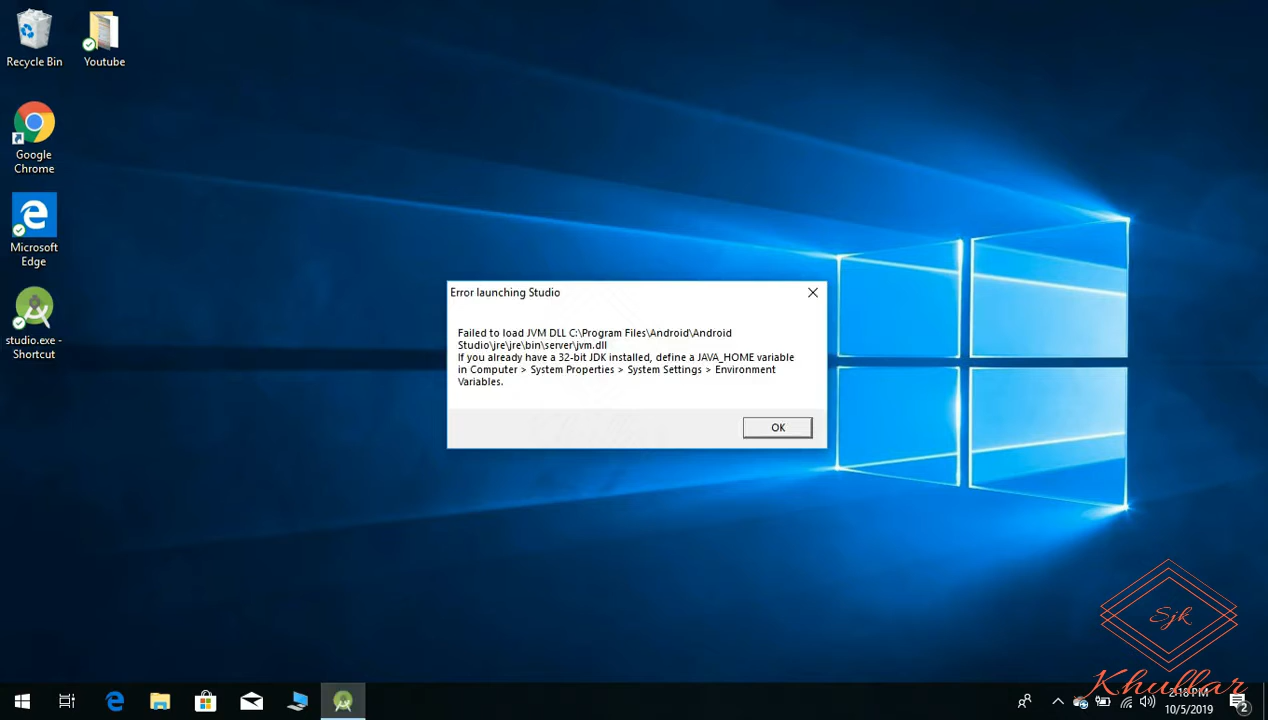 Recycle Bin
Youtube
Google
Chrome
Microsoft
Edge
studio.exe -
Shortcut
Error launching Studio
Failed to load JVM DLL C:\Program Files\Android\Android
Studio\jre\jre\bin\server\jvm.dll
If you already have a 32-bit JDK installed, define a JAVA_HOME variable
in Computer > System Properties > System Settings > Environment
Variables.
OK
Sjk
Khullar
2:18 PM
10/5/2019
2